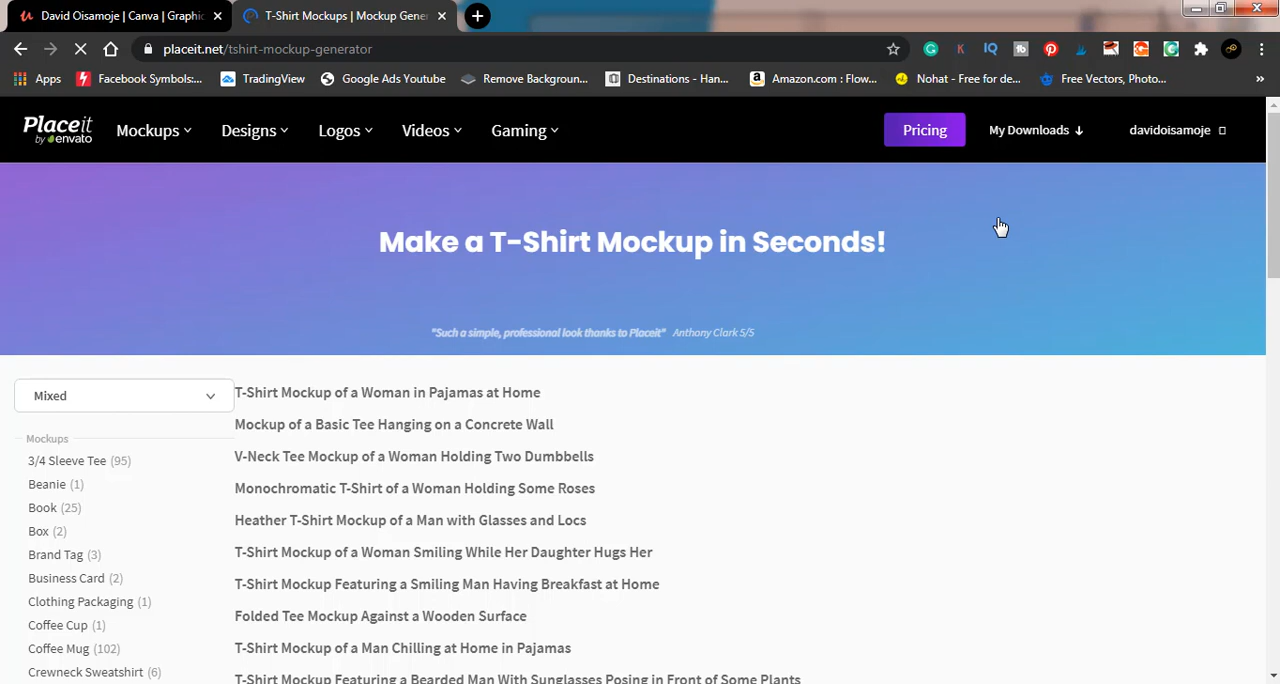 David Oisamoje | Canva | Graphic
T-Shirt Mockups | Mockup Gene
placeit.net/tshirt-mockup-generator
Apps
Facebook Symbols...
TradingView
Google Ads Youtube
Remove Backgroun...
Destinations - Han...
Amazon.com : Flow...
Nohat - Free for de...
Free Vectors, Photo...
Placeit
by envato
Mockups
Designs
Logos
Videos
Gaming
Pricing
My Downloads
davidoisamoje
Make a T-Shirt Mockup in Seconds!
"Such a simple, professional look thanks to Placeit" Anthony Clark 5/5
Mixed
Mockups
3/4 Sleeve Tee (95)
Beanie (1)
Book (25)
Box (2)
Brand Tag (3)
Business Card (2)
Clothing Packaging (1)
Coffee Cup (1)
Coffee Mug (102)
Crewneck Sweatshirt (6)
T-Shirt Mockup of a Woman in Pajamas at Home
Mockup of a Basic Tee Hanging on a Concrete Wall
V-Neck Tee Mockup of a Woman Holding Two Dumbbells
Monochromatic T-Shirt of a Woman Holding Some Roses
Heather T-Shirt Mockup of a Man with Glasses and Locs
T-Shirt Mockup of a Woman Smiling While Her Daughter Hugs Her
T-Shirt Mockup Featuring a Smiling Man Having Breakfast at Home
Folded Tee Mockup Against a Wooden Surface
T-Shirt Mockup of a Man Chilling at Home in Pajamas
T-Shirt Mockup Featuring a Bearded Man With Sunglasses Posing in Front of Some Plants